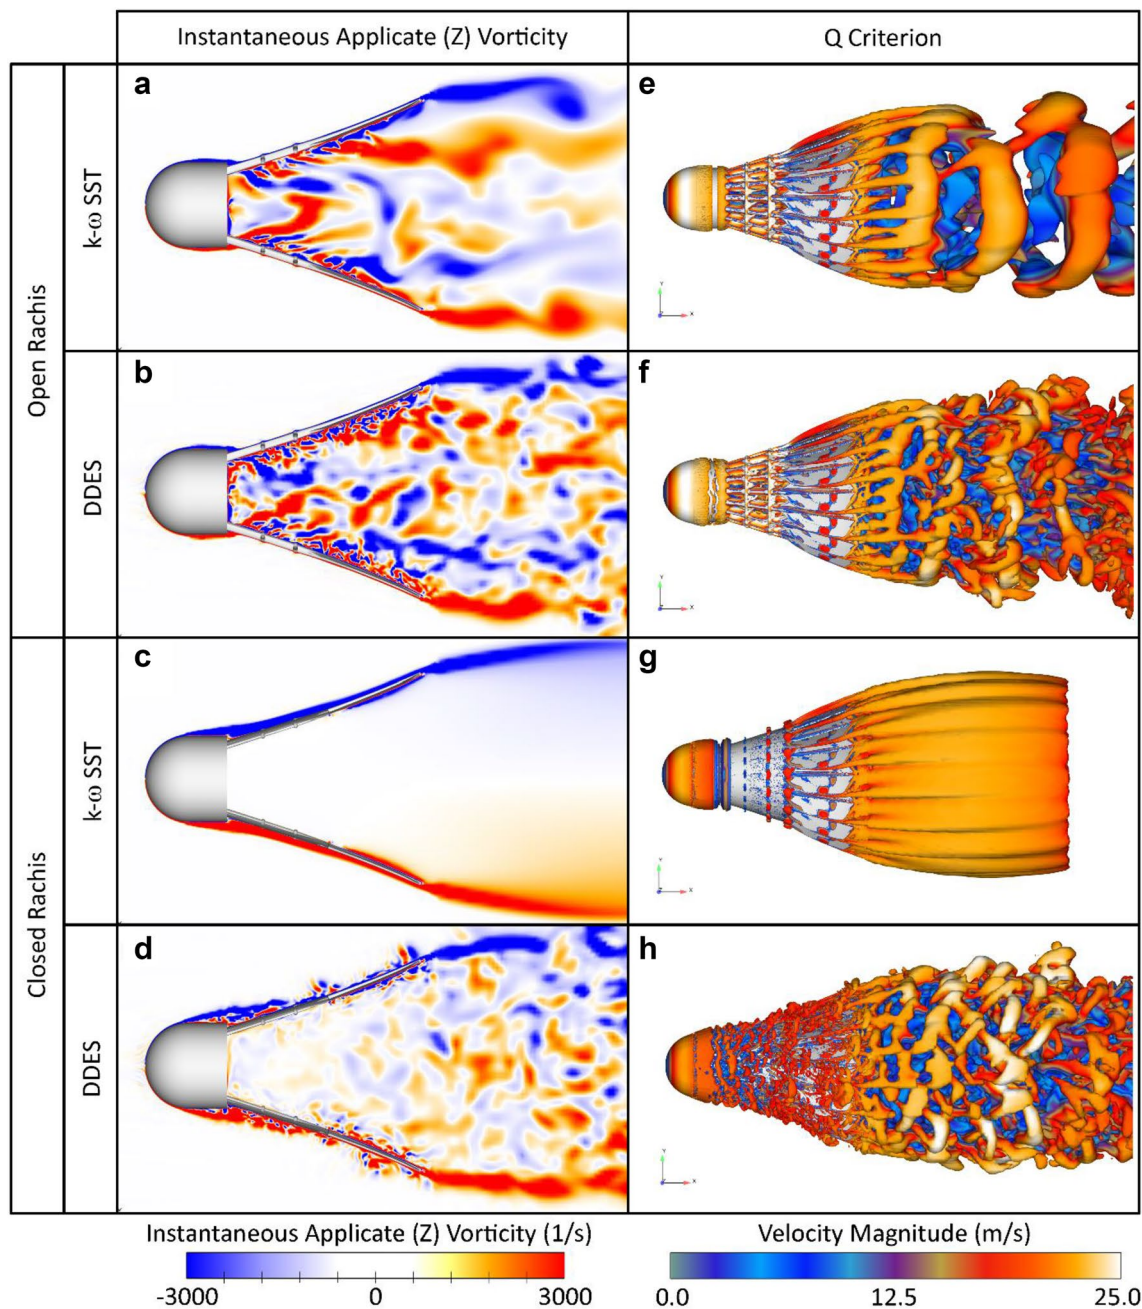 Instantaneous Applicate (Z) Vorticity
Q Criterion
Open Rachis
k-ω SST
a
e
Y
X
Z
DDES
b
f
Y
X
Z
Closed Rachis
k-ω SST
c
g
Y
X
Z
DDES
d
h
Y
X
Z
Instantaneous Applicate (Z) Vorticity (1/s)
-3000 0 3000
Velocity Magnitude (m/s)
0.0 12.5 25.0